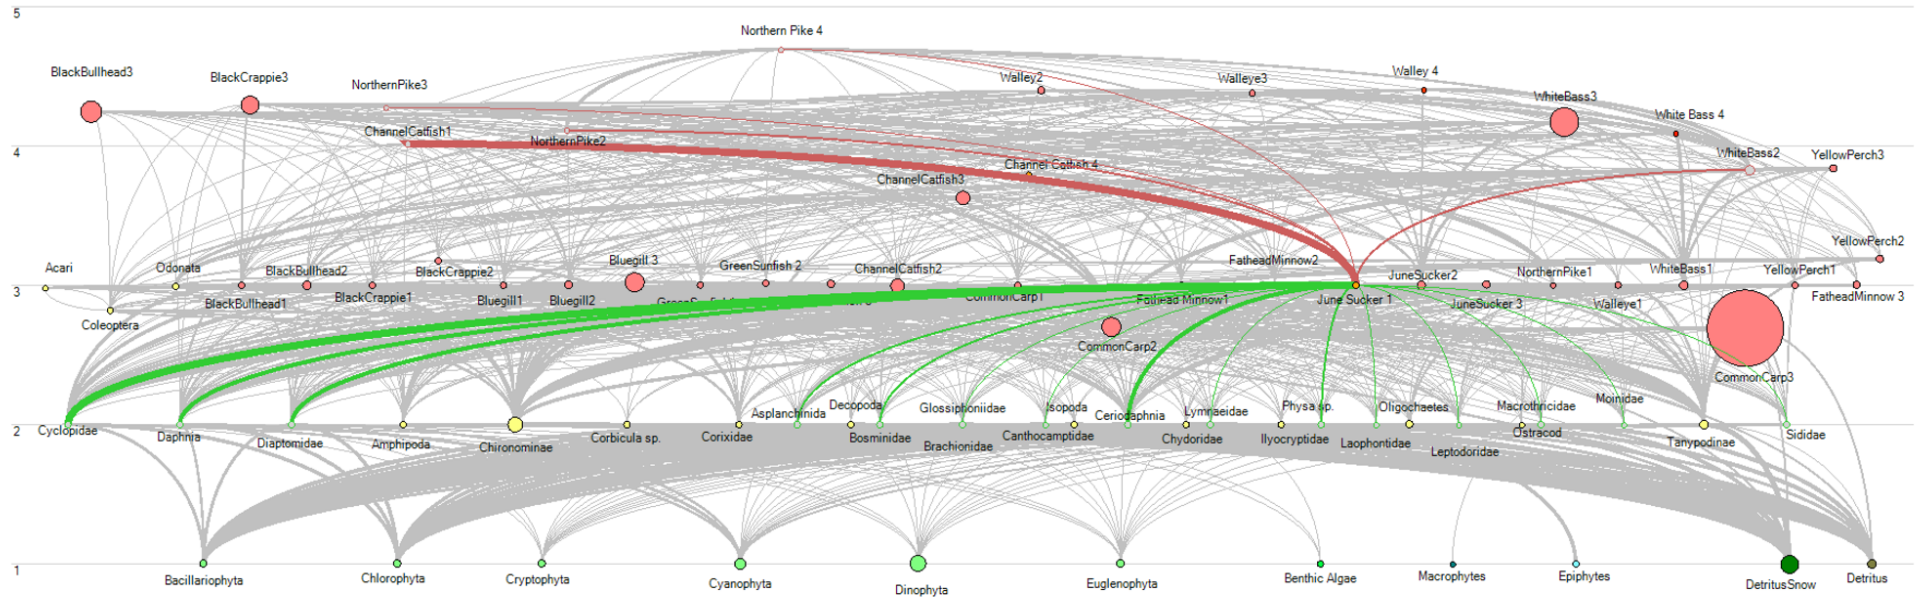 5
Northern Pike 4
BlackBullhead3
BlackCrappie3
NorthernPike3
Walley2
Walleye3
Walley 4
WhiteBass3
White Bass 4
ChannelCatfish1
NorthernPike2
4
Channel Catfish 4
WhiteBass2
YellowPerch3
ChannelCatfish3
YellowPerch2
Acari
Odonata
BlackBullhead2
BlackCrappie2
Bluegill 3
GreenSunfish 2
ChannelCatfish2
FatheadMinnow2
JuneSucker2
NorthernPike1
WhiteBass1
YellowPerch1
3
BlackBullhead1
BlackCrappie1
Bluegill1
Bluegill2
CommonCarp1
Fathead Minnow1
June Sucker 1
JuneSucker 3
Walleye1
FatheadMinnow 3
Coleoptera
CommonCarp2
CommonCarp3
2
Cyclopidae
Daphnia
Diaptomidae
Amphipoda
Chironominae
Corbicula sp.
Corixidae
Asplanchinida
Decopoda
Bosminidae
Glossiphoniidae
Brachionidae
Isopoda
Canthocamptidae
Ceriodaphnia
Lymnaeidae
Chydoridae
Physa sp.
Ilyocryptidae
Oligochaetes
Laophontidae
Leptodoridae
Macrothricidae
Ostracod
Moinidae
Tanypodinae
Sididae
1
Bacillariophyta
Chlorophyta
Cryptophyta
Cyanophyta
Dinophyta
Euglenophyta
Benthic Algae
Macrophytes
Epiphytes
DetritusSnow
Detritus